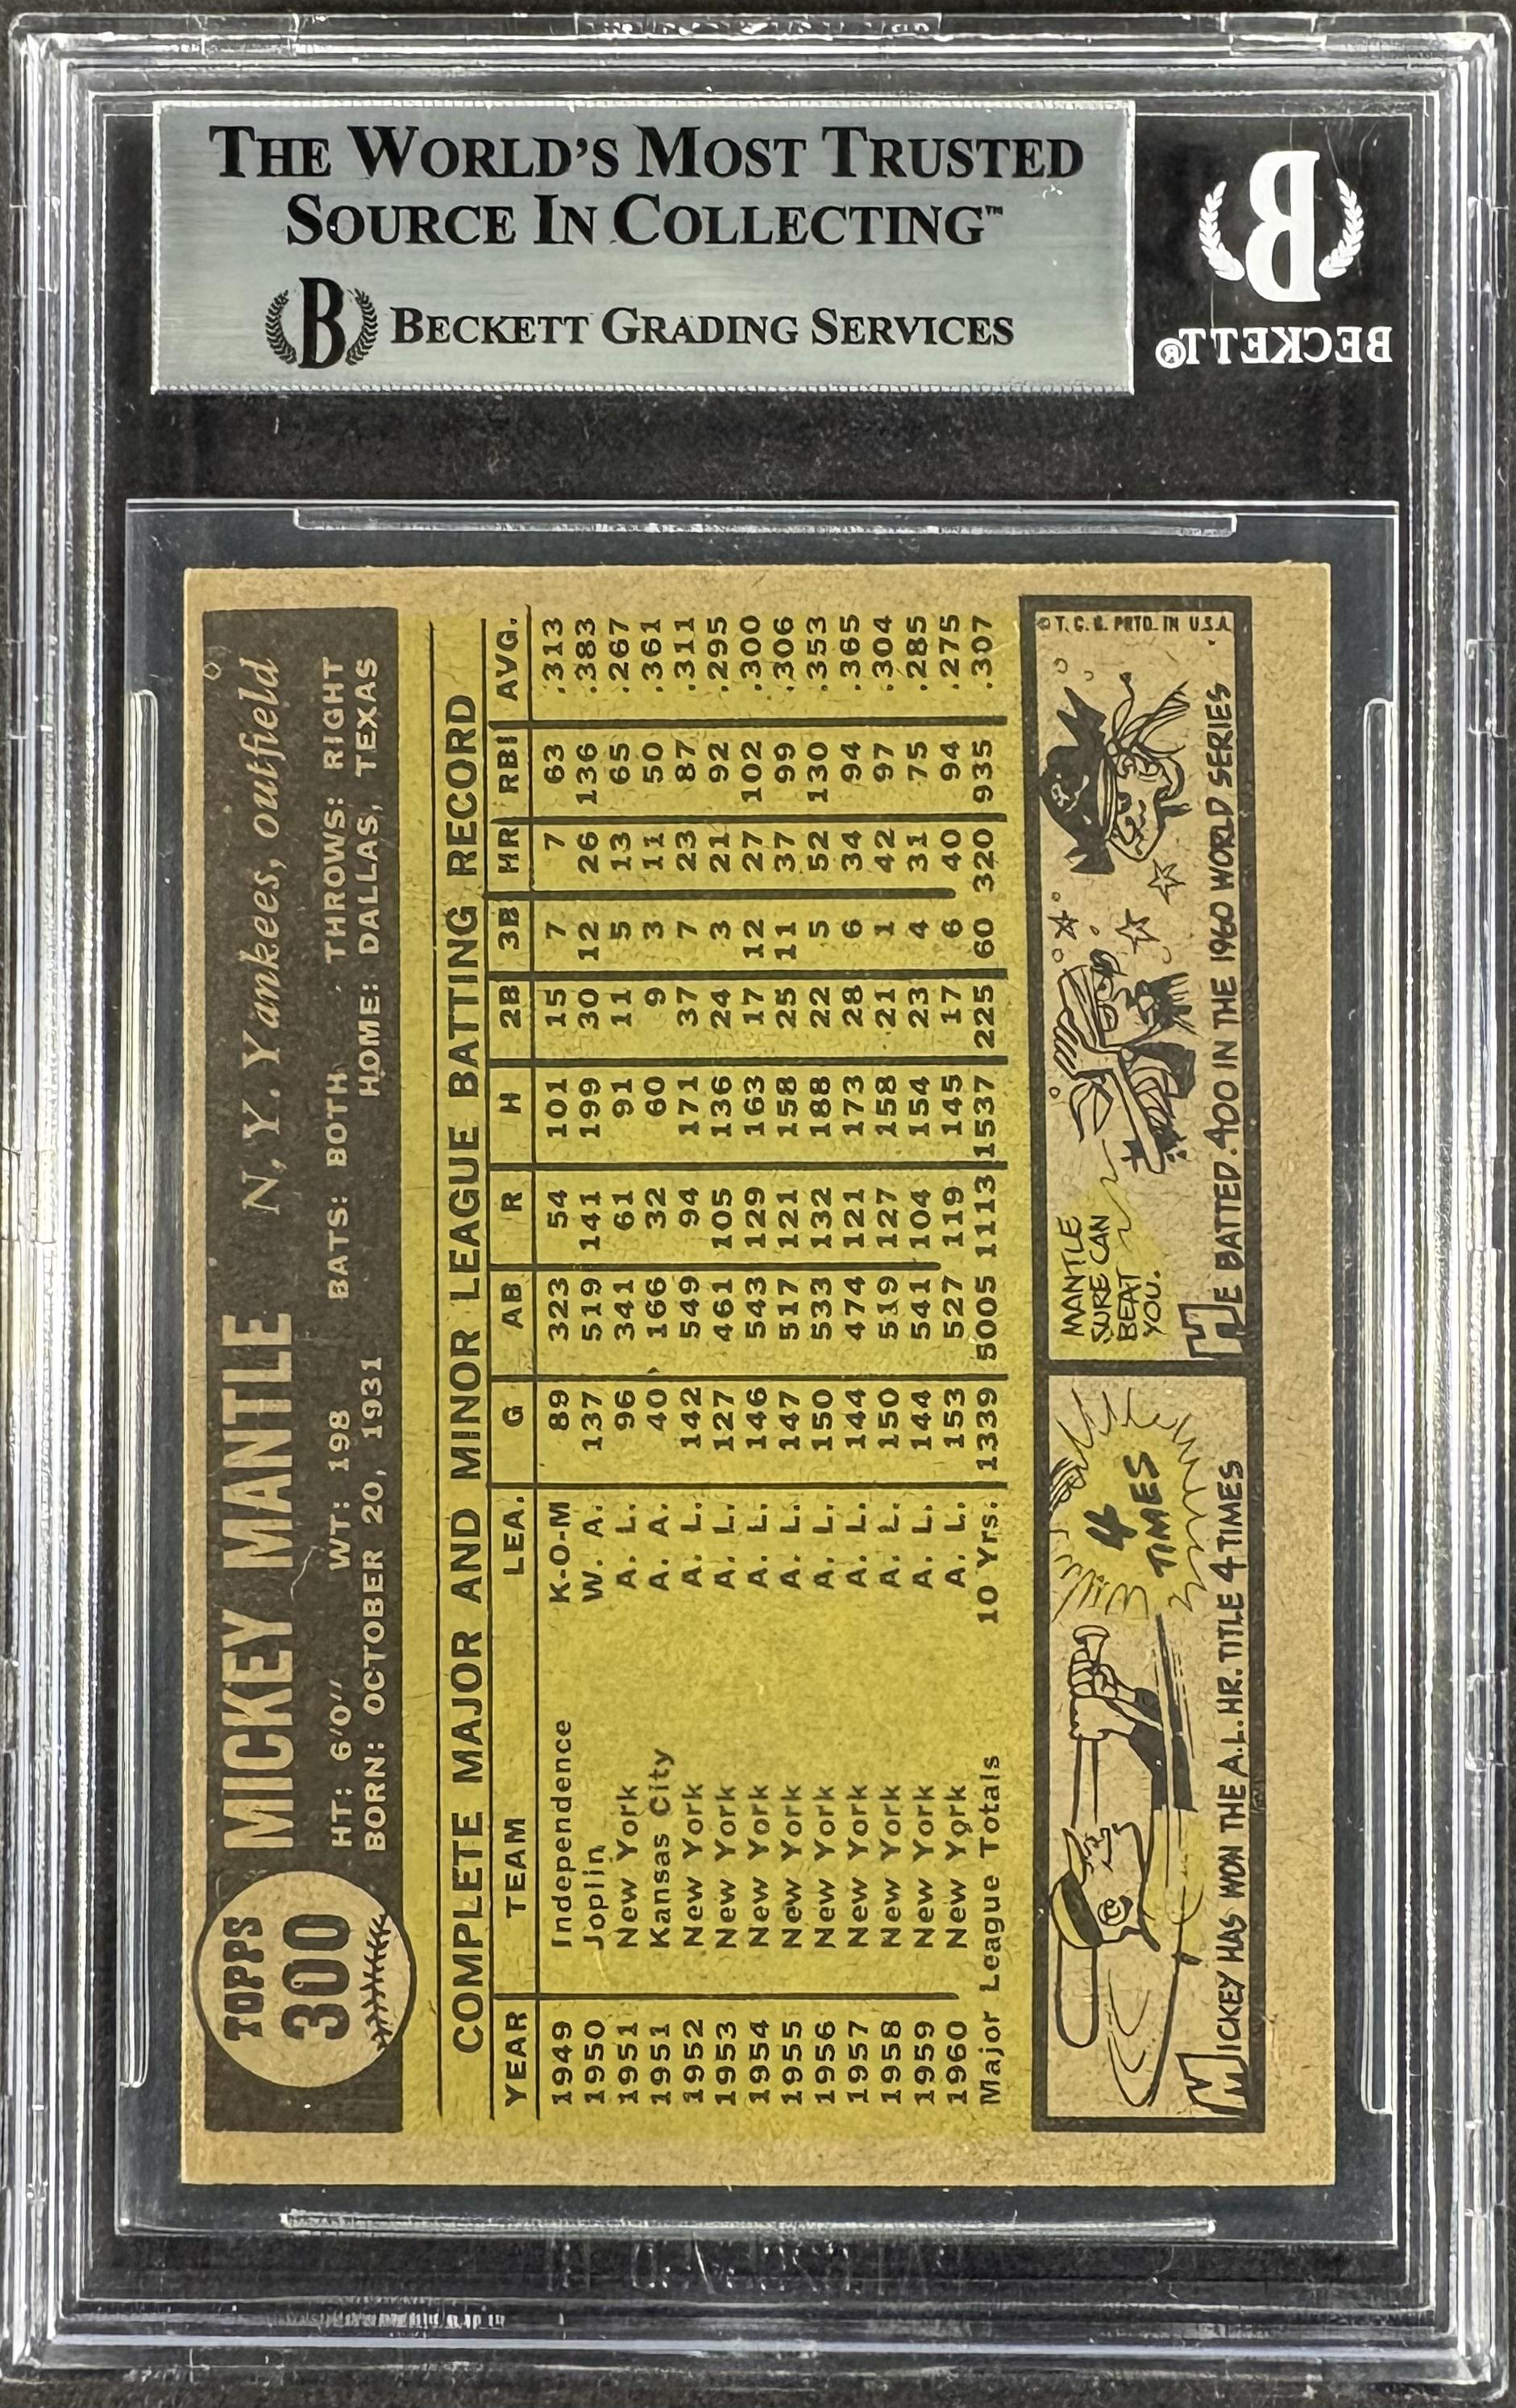 THE WORLD'S MOST TRUSTED
SOURCE IN COLLECTING™
B BECKETT GRADING SERVICES
B
BECKETT®
TOPPS
300
MICKEY MANTLE N.Y. Yankees, outfield
HT: 6'0" WT: 198 BATS: BOTH THROWS: RIGHT
BORN: OCTOBER 20, 1931 HOME: DALLAS, TEXAS
COMPLETE MAJOR AND MINOR LEAGUE BATTING RECORD
YEAR TEAM LEA. G AB R H 2B 3B HR RBI AVG.
1949 Independence K-O-M 89 323 54 101 15 7 7 63 .313
1950 Joplin W. A. 137 519 141 199 30 12 26 136 .383
1951 New York A. L. 96 341 61 91 11 5 13 65 .267
1951 Kansas City A. A. 40 166 32 60 9 3 11 50 .361
1952 New York A. L. 142 549 94 171 37 7 23 87 .311
1953 New York A. L. 127 461 105 136 24 3 21 92 .295
1954 New York A. L. 146 543 129 163 17 12 27 102 .300
1955 New York A. L. 147 517 121 158 25 11 37 99 .306
1956 New York A. L. 150 533 132 188 22 5 52 130 .353
1957 New York A. L. 144 474 121 173 28 6 34 94 .365
1958 New York A. L. 150 519 127 158 21 1 42 97 .304
1959 New York A. L. 144 541 104 154 23 4 31 75 .285
1960 New York A. L. 153 527 119 145 17 6 40 94 .275
Major League Totals 10 Yrs. 1339 5005 1113 1537 225 60 320 935 .307
4
TIMES
MICKEY HAS WON THE A.L. HR. TITLE 4 TIMES
MANTLE
SURE CAN
BEAT
YOU.
HE BATTED .400 IN THE 1960 WORLD SERIES
© T.C.G. PRTD. IN U.S.A.